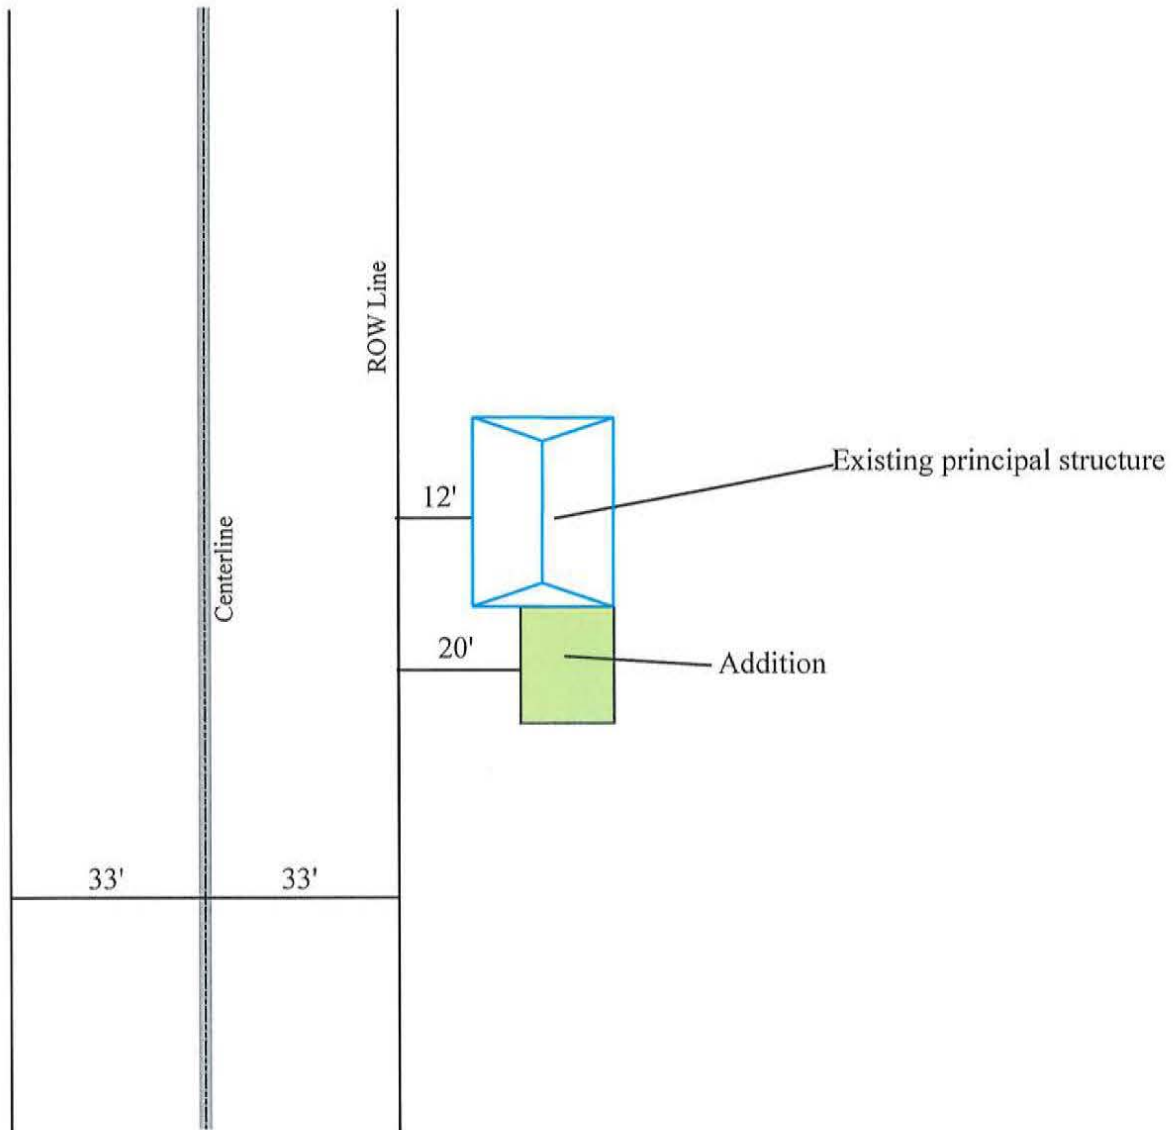 ROW Line
Existing principal structure
12'
Centerline
20'
Addition
33'
33'